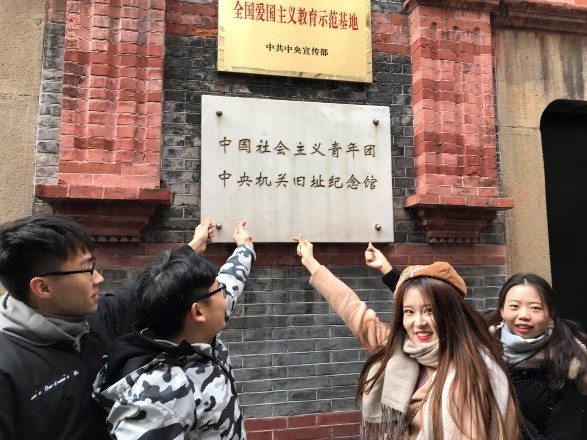 全国爱国主义教育示范基地
中共中央宣传部
中国社会主义青年团
中央机关旧址纪念馆